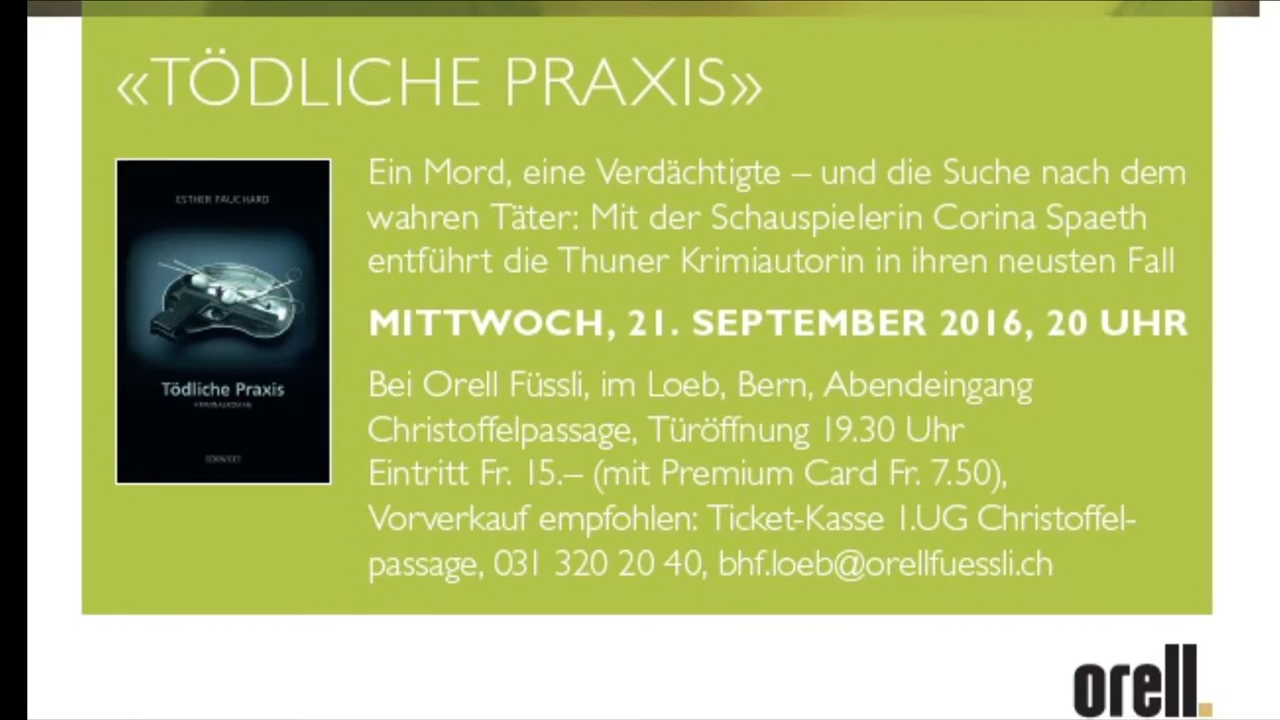 «TÖDLICHE PRAXIS»
ESTHER PAUCHARD
Tödliche Praxis
KRIMINALROMAN
Ein Mord, eine Verdächtigte – und die Suche nach dem
wahren Täter: Mit der Schauspielerin Corina Spaeth
entführt die Thuner Krimiautorin in ihren neusten Fall
MITTWOCH, 21. SEPTEMBER 2016, 20 UHR
Bei Orell Füssli, im Loeb, Bern, Abendeingang
Christoffelpassage, Türöffnung 19.30 Uhr
Eintritt Fr. 15.– (mit Premium Card Fr. 7.50),
Vorverkauf empfohlen: Ticket-Kasse 1.UG Christoffel-
passage, 031 320 20 40, bhf.loeb@orellfuessli.ch
orell.